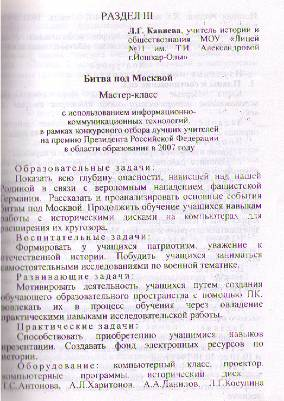 РАЗДЕЛ III
Л.Г. Канаева, учитель истории и
обществознания МОУ «Лицей
№11 им. Т.И. Александровой
г.Йошкар-Олы»
Битва под Москвой
Мастер-класс
с использованием информационно-
коммуникационных технологий
в рамках конкурсного отбора лучших учителей
на премию Президента Российской Федерации
в области образования в 2007 году
Образовательные задачи:
Показать всю глубину опасности, нависшей над нашей
Родиной в связи с вероломным нападением фашистской
Германии. Рассказать и проанализировать основные события
битвы под Москвой. Продолжить обучение учащихся навыкам
работы с историческими дисками на компьютерах для
расширения их кругозора.
Воспитательные задачи:
Формировать у учащихся патриотизм, уважение к
отечественной истории. Побудить учащихся заниматься
самостоятельными исследованиями по военной тематике.
Развивающие задачи:
Мотивировать деятельность учащихся путем создания
обучающего образовательного пространства с помощью ПК.
вовлекать их в процесс обучения через овладение
практическими навыками исследовательской работы.
Практические задачи:
Способствовать приобретению учащимися навыков
презентации. Создавать фонд электронных ресурсов по
истории.
Оборудование: компьютерный класс, проектор,
компьютерные программы, исторический диск
Т.С.Антонова, А.Л.Харитонов, А.А.Данилов, Л.Г.Косулина